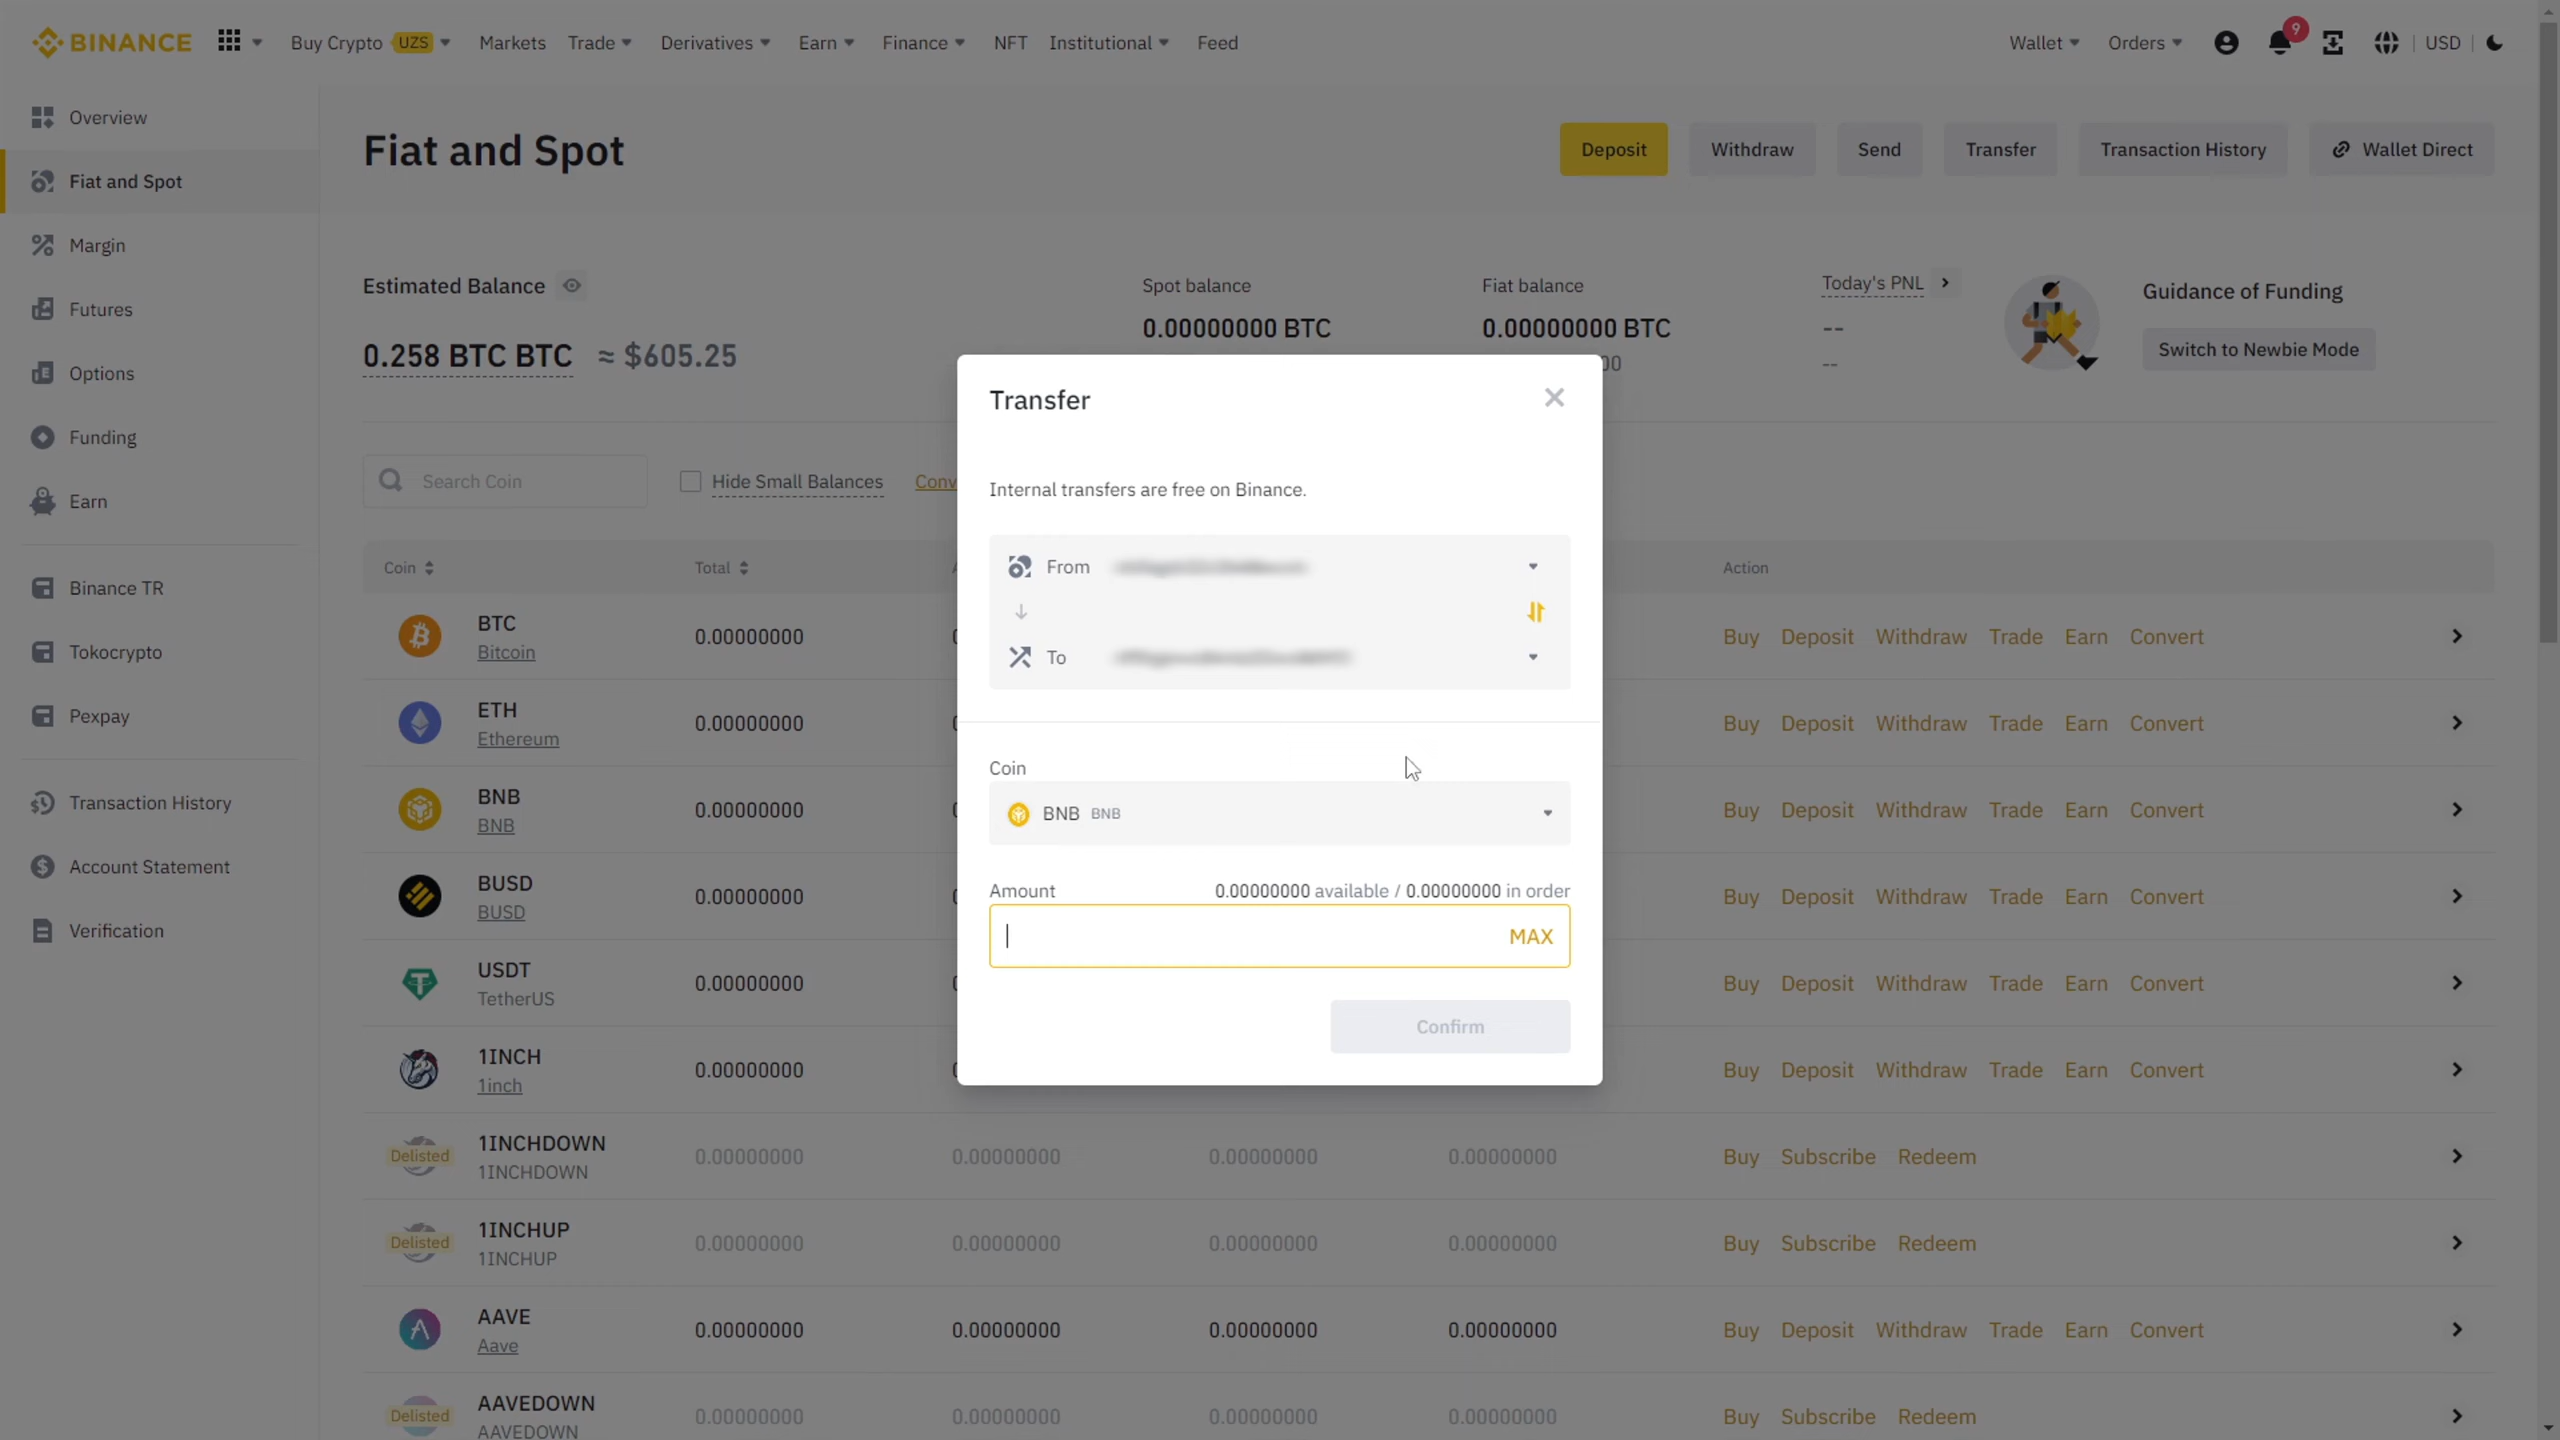 BINANCE Buy Crypto UZS Markets Trade Derivatives Earn Finance NFT Institutional Feed Wallet Orders 9 USD
Overview
Fiat and Spot
Margin
Futures
Options
Funding
Earn
Binance TR
Tokocrypto
Pexpay
Transaction History
Account Statement
Verification
Fiat and Spot
Deposit Withdraw Send Transfer Transaction History Wallet Direct
Estimated Balance
0.258 BTC BTC ≈ $605.25
Spot balance
0.00000000 BTC
Fiat balance
0.00000000 BTC
00
Today's PNL
--
--
Guidance of Funding
Switch to Newbie Mode
Search Coin Hide Small Balances Conv
Coin Total Action
BTC
Bitcoin
0.00000000 Buy Deposit Withdraw Trade Earn Convert
ETH
Ethereum
0.00000000 Buy Deposit Withdraw Trade Earn Convert
BNB
BNB
0.00000000 Buy Deposit Withdraw Trade Earn Convert
BUSD
BUSD
0.00000000 Buy Deposit Withdraw Trade Earn Convert
USDT
TetherUS
0.00000000 Buy Deposit Withdraw Trade Earn Convert
1INCH
1inch
0.00000000 Buy Deposit Withdraw Trade Earn Convert
Delisted
1INCHDOWN
1INCHDOWN
0.00000000 0.00000000 0.00000000 0.00000000 Buy Subscribe Redeem
Delisted
1INCHUP
1INCHUP
0.00000000 0.00000000 0.00000000 0.00000000 Buy Subscribe Redeem
AAVE
Aave
0.00000000 0.00000000 0.00000000 0.00000000 Buy Deposit Withdraw Trade Earn Convert
Delisted
AAVEDOWN
AAVEDOWN
0.00000000 0.00000000 0.00000000 0.00000000 Buy Subscribe Redeem
Transfer
Internal transfers are free on Binance.
From
To
Coin
BNB BNB
Amount 0.00000000 available / 0.00000000 in order
MAX
Confirm